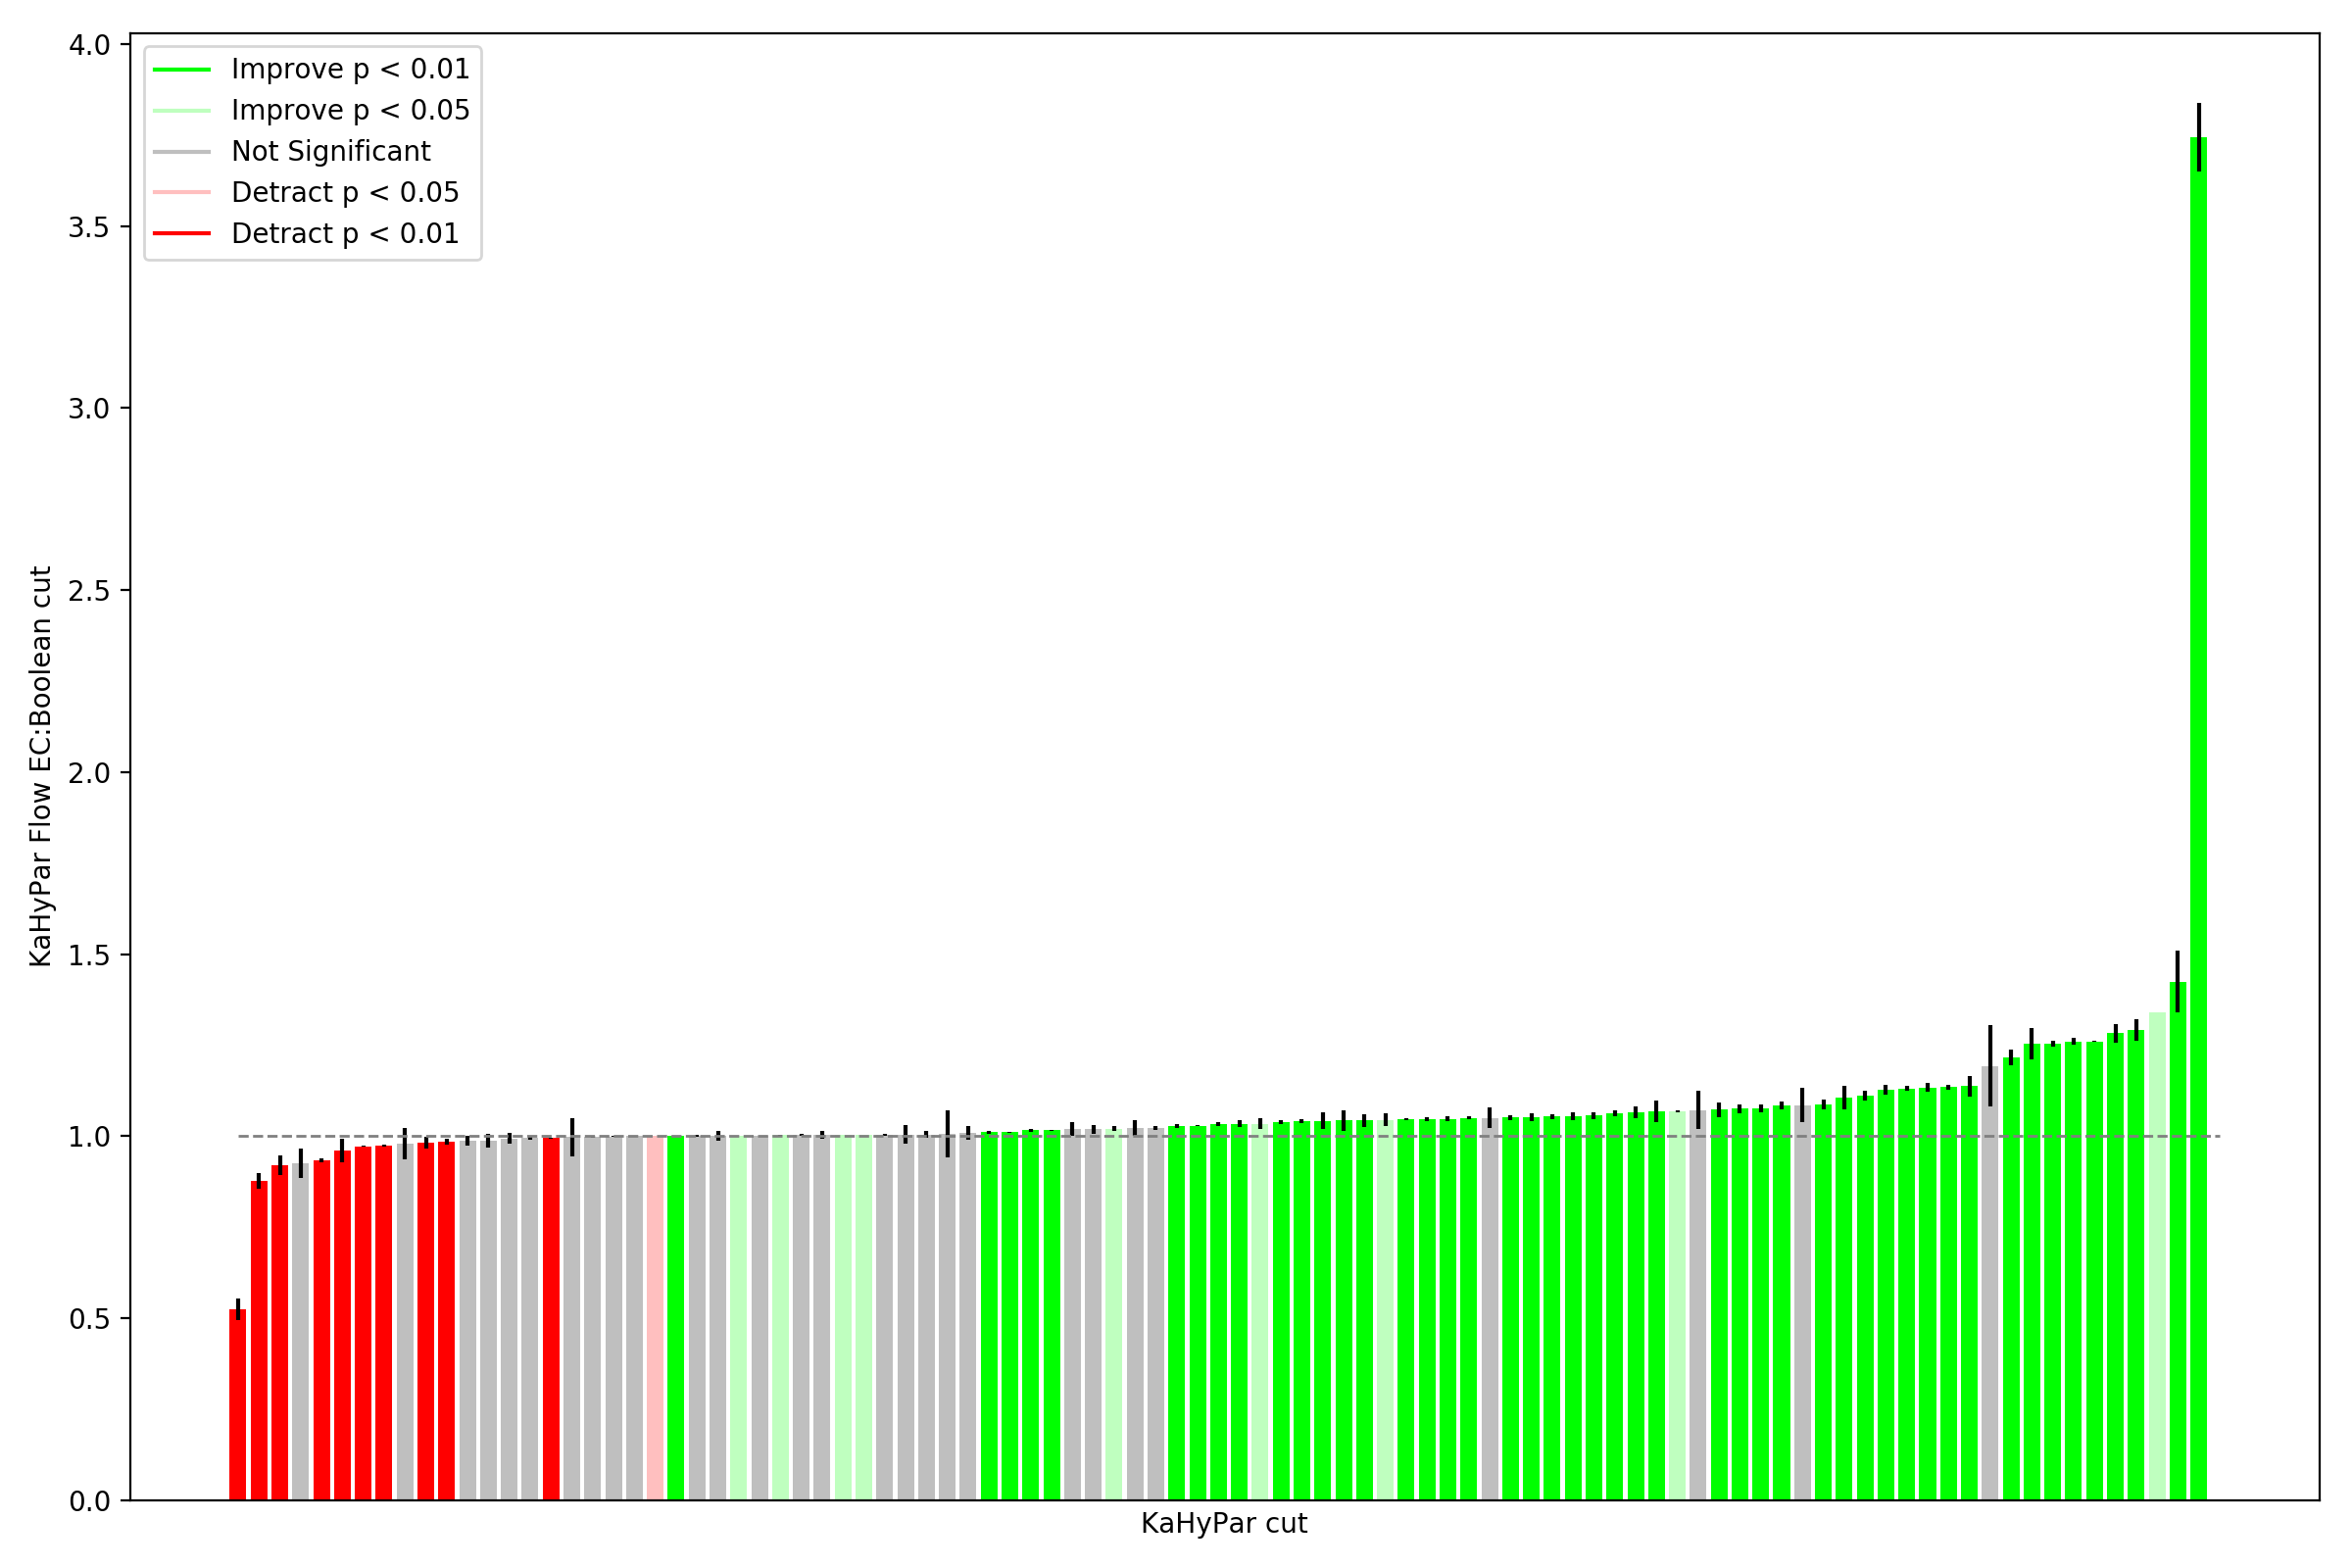 4.0
3.5
3.0
2.5
2.0
1.5
1.0
0.5
0.0
KaHyPar Flow EC:Boolean cut
KaHyPar cut
Improve p < 0.01
Improve p < 0.05
Not Significant
Detract p < 0.05
Detract p < 0.01